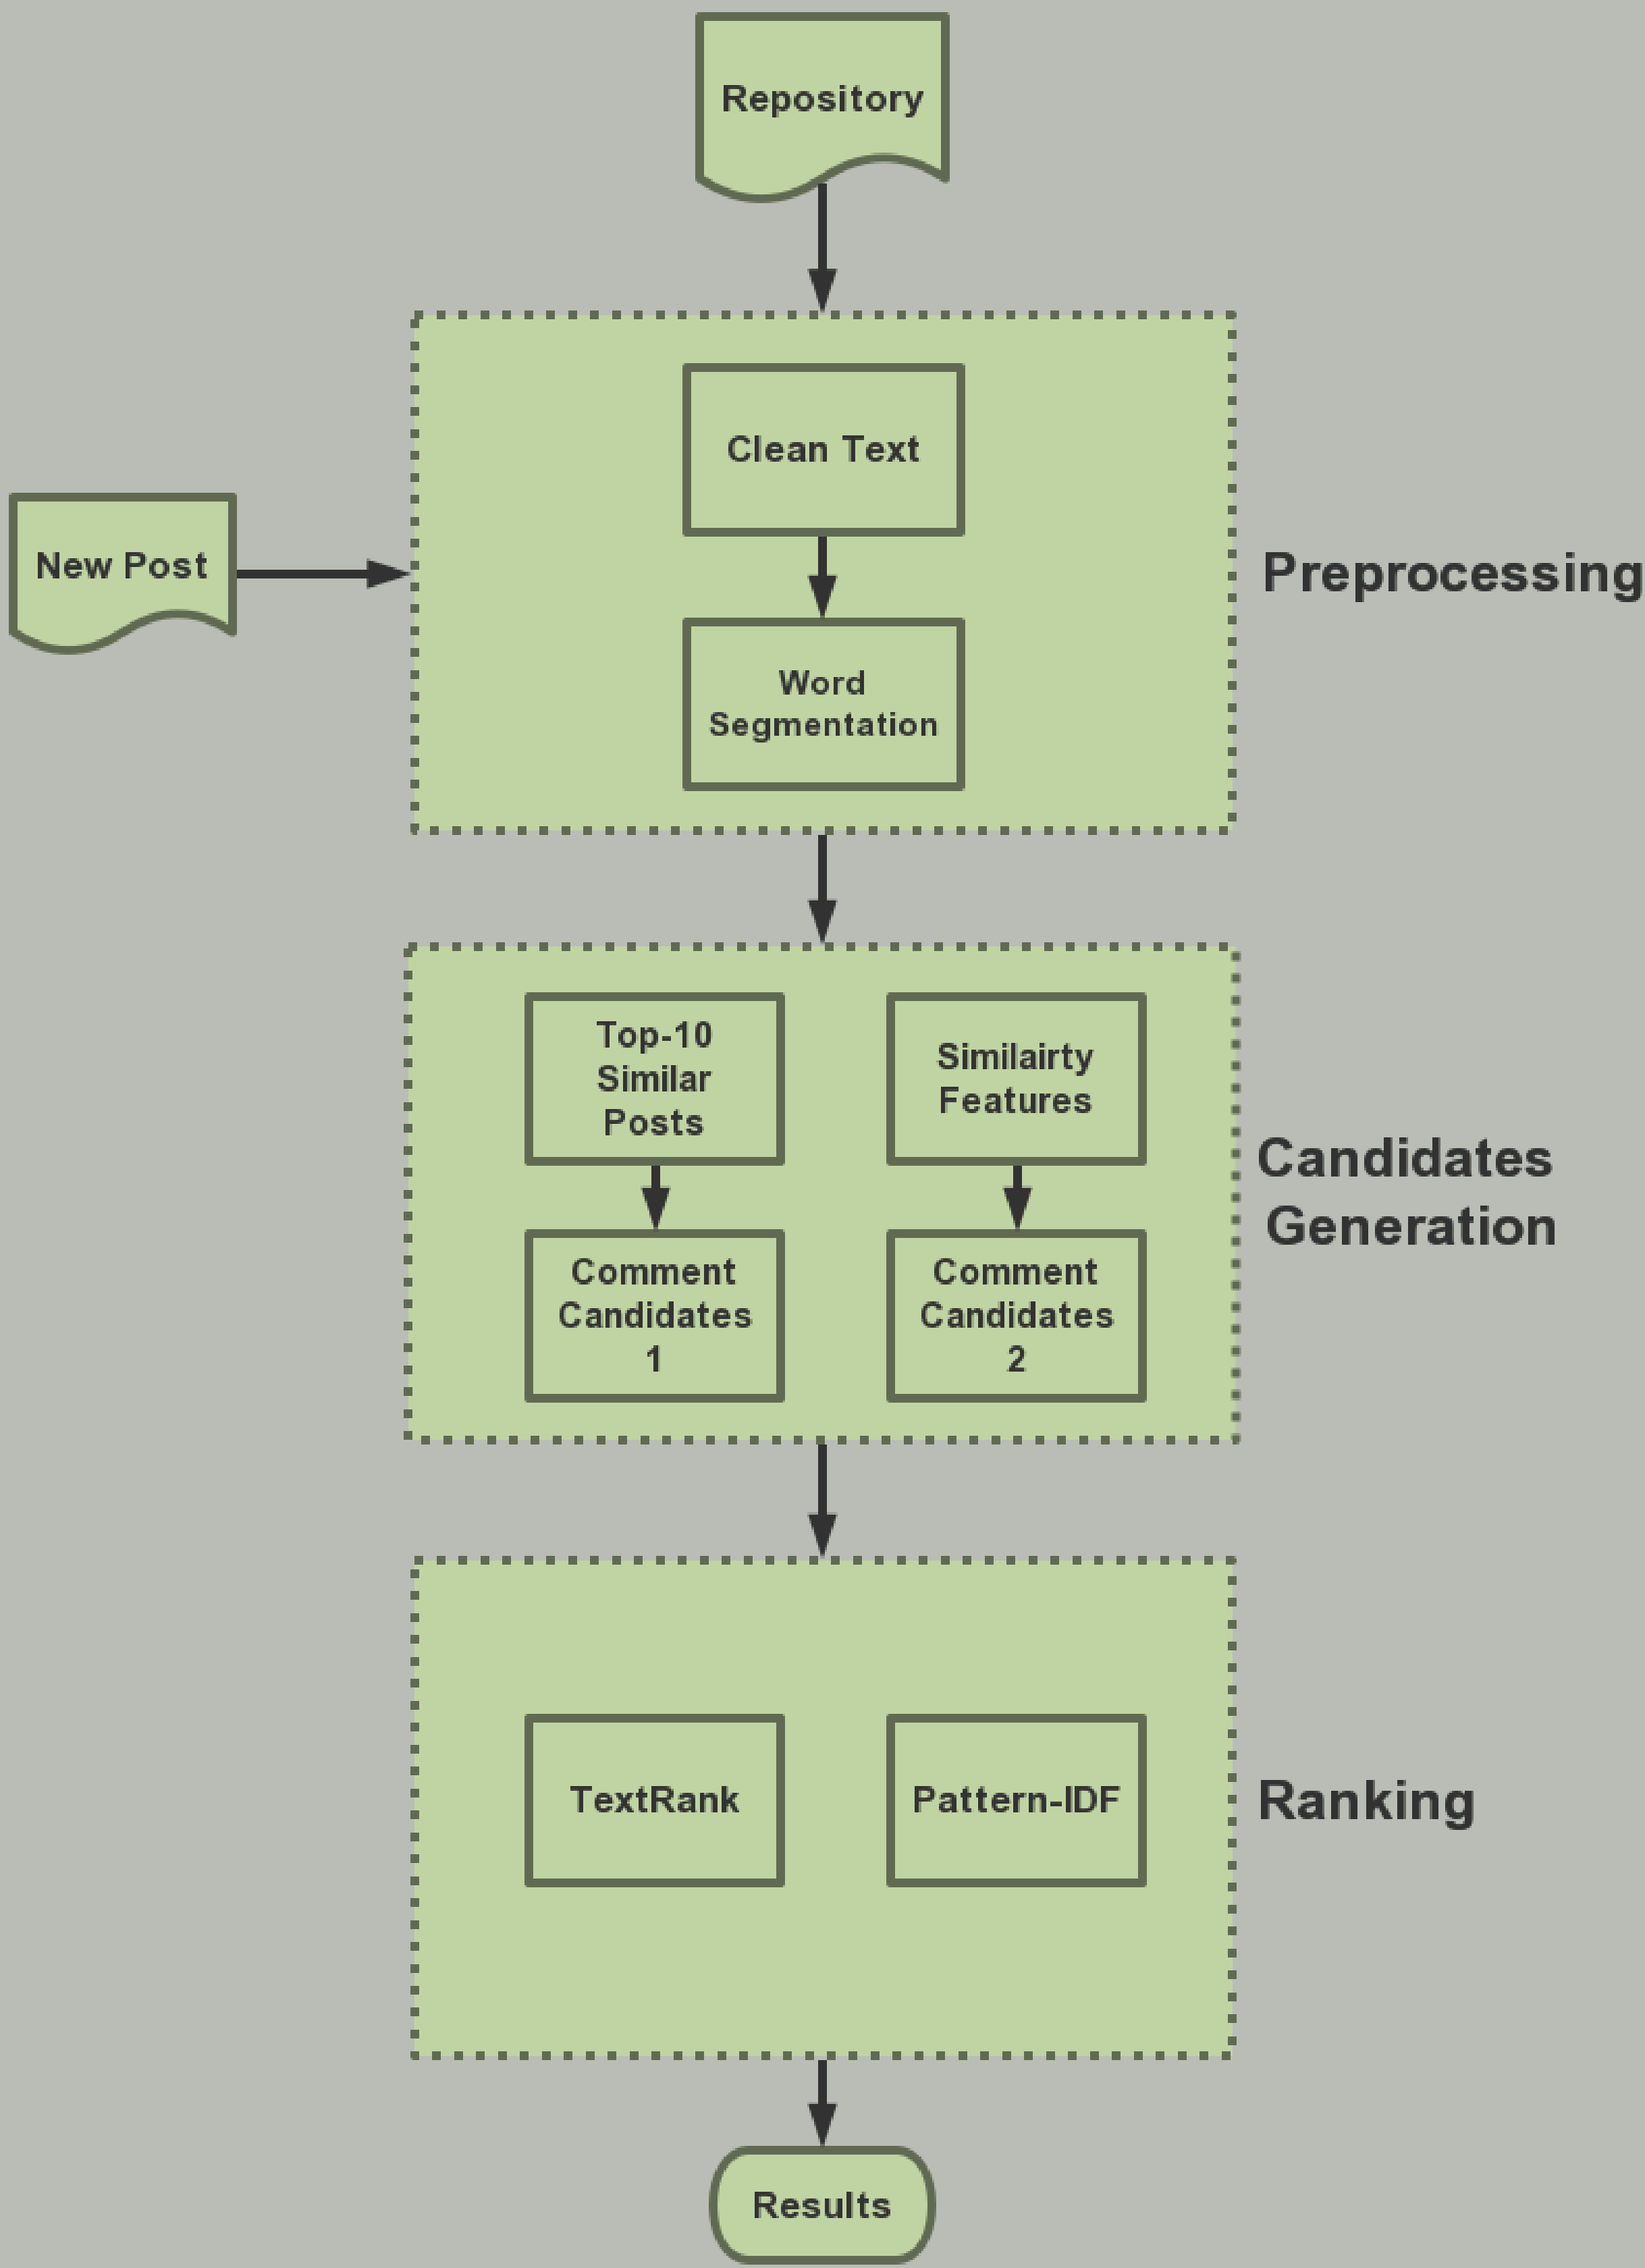 Repository
Clean Text
New Post
Preprocessing
Word
Segmentation
Top-10
Similar
Posts
Similairty
Features
Comment
Candidates
1
Comment
Candidates
2
Candidates
Generation
TextRank
Pattern-IDF
Ranking
Results